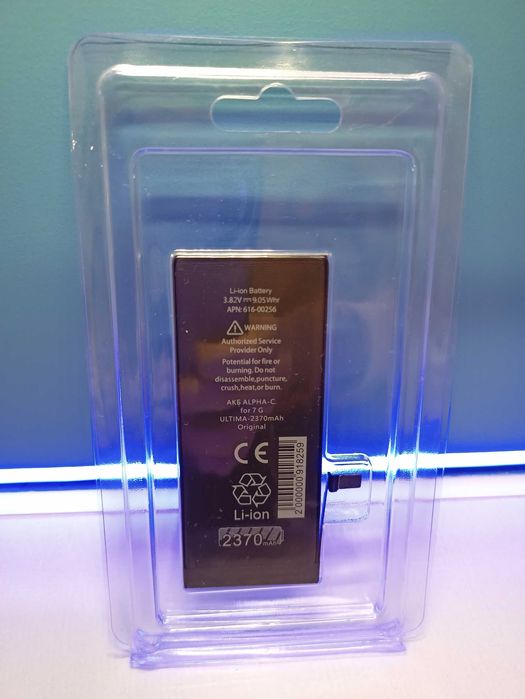 Li-ion Battery
3.82V⎓9.05Whr
APN: 616-00256
WARNING
Authorized Service
Provider Only
Potential for fire or
burning. Do not
disassemble,puncture,
crush,heat,or burn.
АКБ ALPHA-C.
for 7 G
ULTIMA-2370mAh
Original
CE
2000000918259
Li-ion
2370mAh